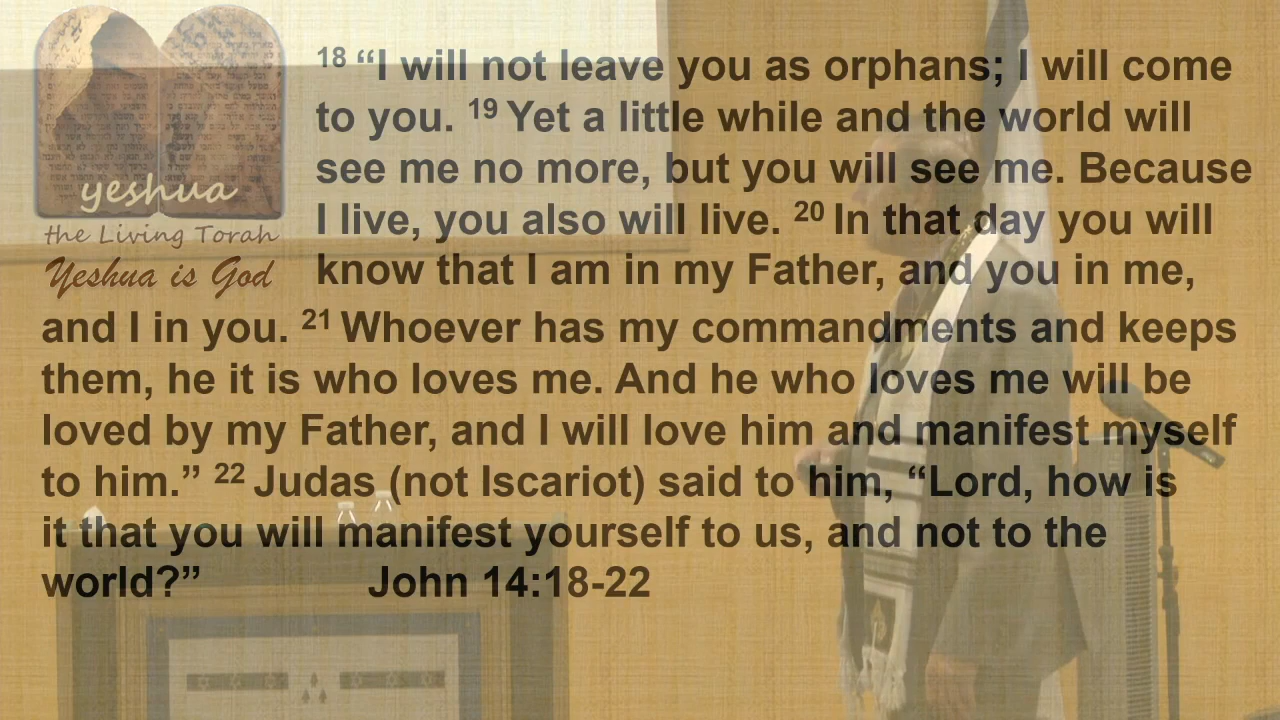 18 “I will not leave you as orphans; I will come
to you. 19 Yet a little while and the world will
see me no more, but you will see me. Because
I live, you also will live. 20 In that day you will
know that I am in my Father, and you in me,
and I in you. 21 Whoever has my commandments and keeps
them, he it is who loves me. And he who loves me will be
loved by my Father, and I will love him and manifest myself
to him.” 22 Judas (not Iscariot) said to him, “Lord, how is
it that you will manifest yourself to us, and not to the
world?” John 14:18-22
yeshua
the Living Torah
Yeshua is God